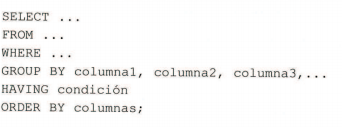 SELECT ...
FROM ...
WHERE ...
GROUP BY columna1, columna2, columna3,...
HAVING condición
ORDER BY columnas;